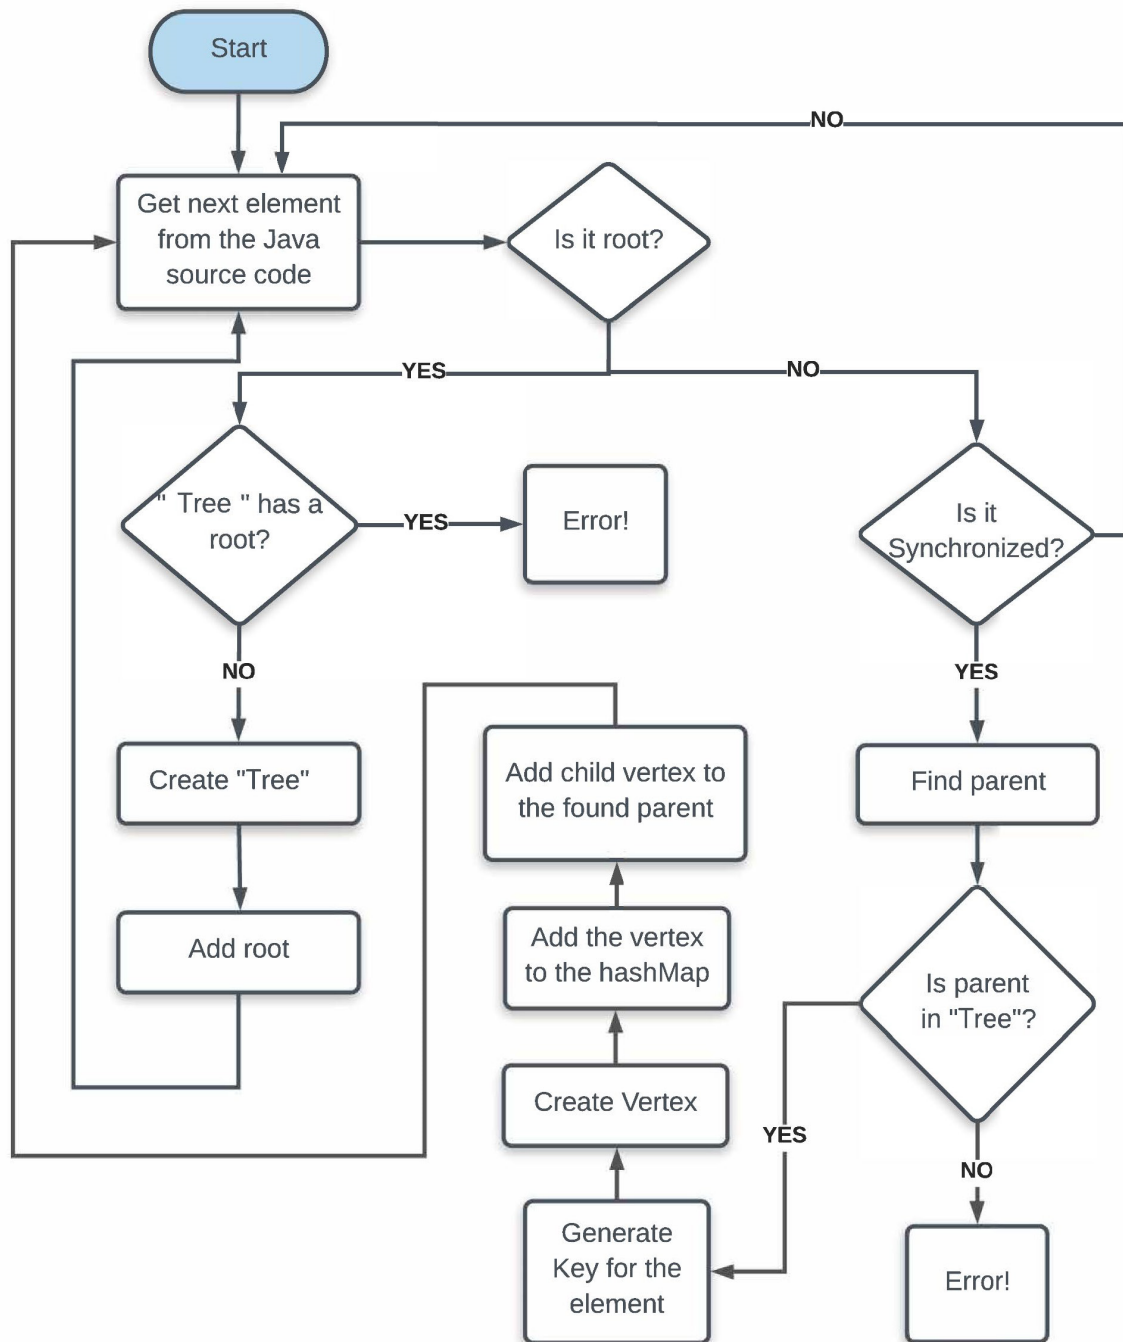 Start
NO
Get next element
from the Java
source code
Is it root?
YES
NO
" Tree " has a
root?
YES
Error!
Is it
Synchronized?
NO
YES
Create "Tree"
Add child vertex to
the found parent
Find parent
Add root
Add the vertex
to the hashMap
Is parent
in "Tree"?
Create Vertex
YES
NO
Generate
Key for the
element
Error!